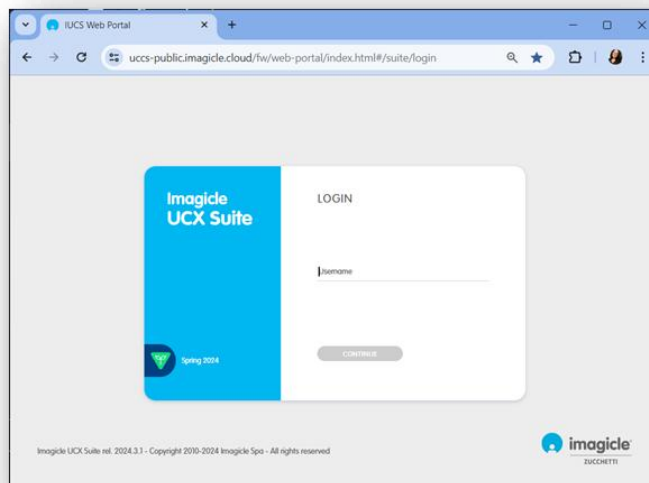 IUCS Web Portal
uccs-public.imagicle.cloud/fw/web-portal/index.html#/suite/login
Imagicle
UCX Suite
LOGIN
Username
CONTINUE
Spring 2024
Imagicle UCX Suite rel. 2024.3.1 - Copyright 2010-2024 Imagicle Spa - All rights reserved
imagicle
ZUCCHETTI